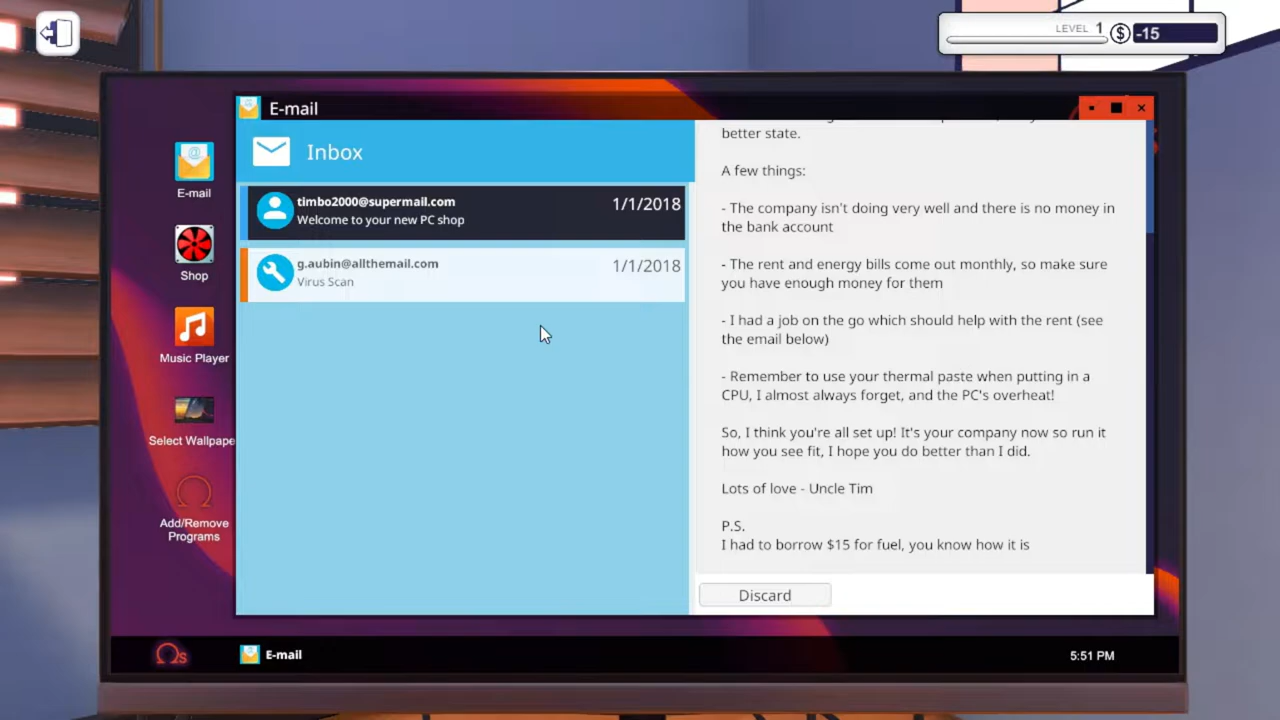 LEVEL 1
$ -15
E-mail
Inbox
timbo2000@supermail.com
1/1/2018
Welcome to your new PC shop
g.aubin@allthemail.com
1/1/2018
Virus Scan
better state.
A few things:
- The company isn't doing very well and there is no money in
the bank account
- The rent and energy bills come out monthly, so make sure
you have enough money for them
- I had a job on the go which should help with the rent (see
the email below)
- Remember to use your thermal paste when putting in a
CPU, I almost always forget, and the PC's overheat!
So, I think you're all set up! It's your company now so run it
how you see fit, I hope you do better than I did.
Lots of love - Uncle Tim
P.S.
I had to borrow $15 for fuel, you know how it is
Discard
E-mail
Shop
Music Player
Select Wallpape
Add/Remove
Programs
Ωs
E-mail
5:51 PM